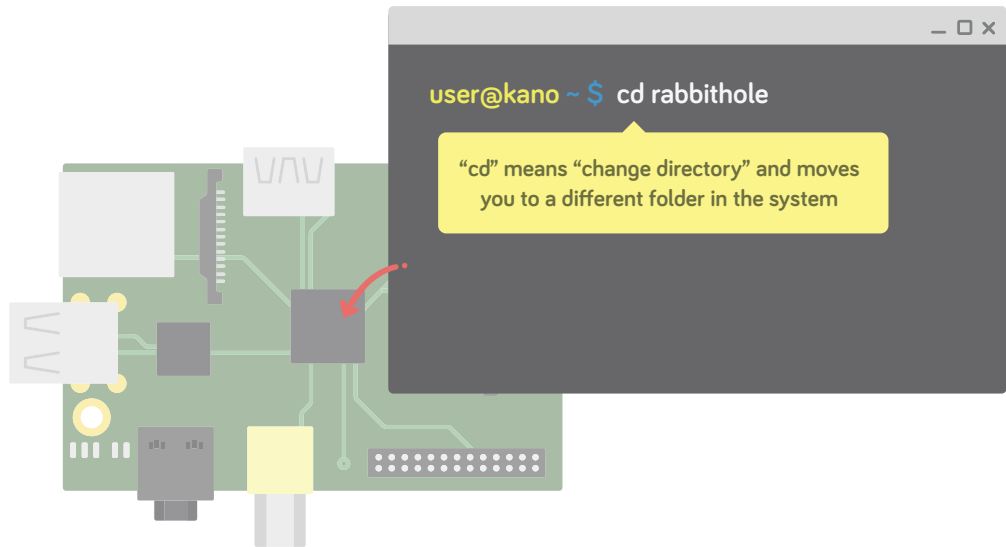 user@kano ~ $ cd rabbithole
“cd” means “change directory” and moves
you to a different folder in the system